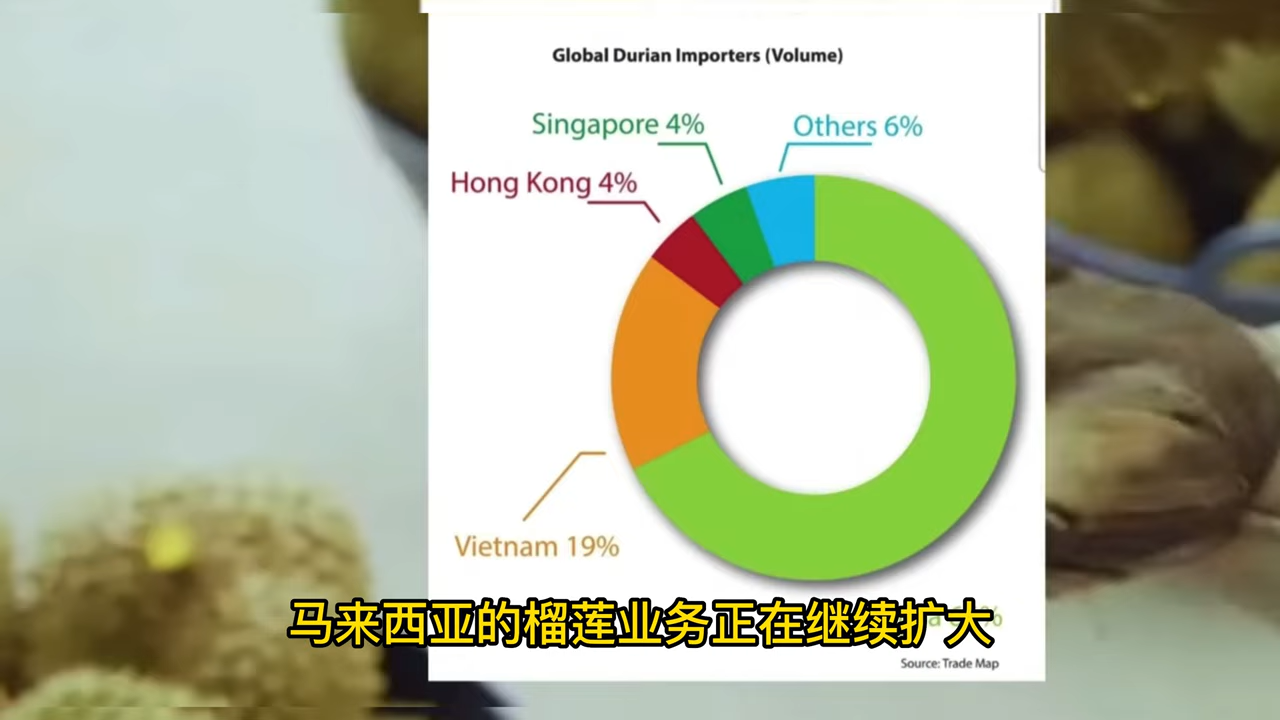 Global Durian Importers (Volume)
Singapore 4%
Others 6%
Hong Kong 4%
Vietnam 19%
马来西亚的榴莲业务正在继续扩大
Source: Trade Map